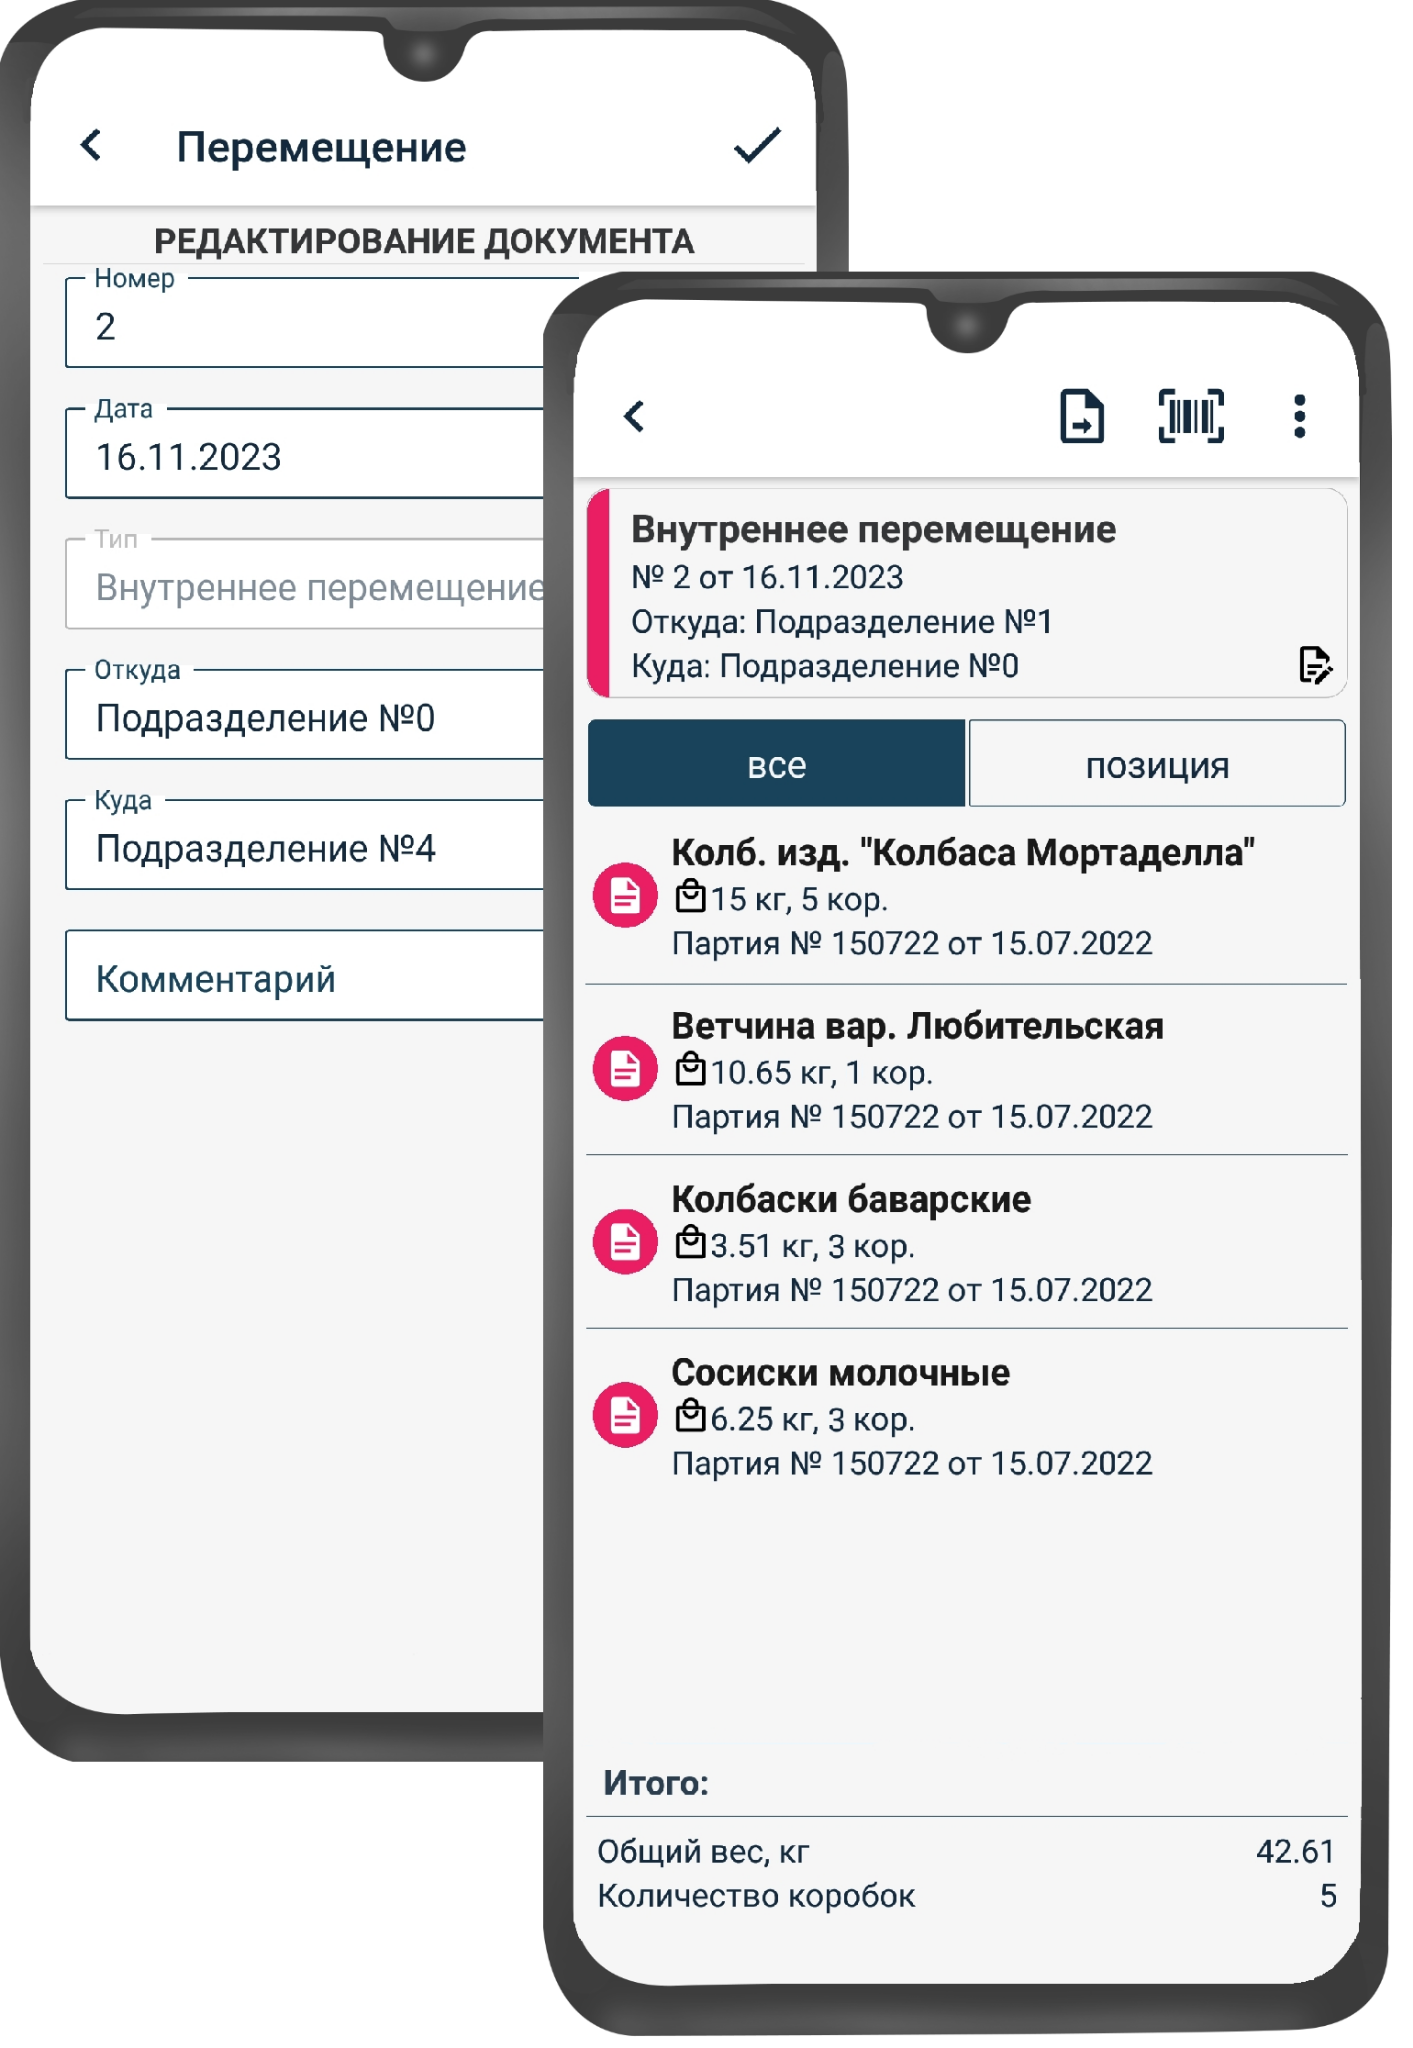 Перемещение
РЕДАКТИРОВАНИЕ ДОКУМЕНТА
Номер
2
Дата
16.11.2023
Тип
Внутреннее перемещение
Откуда
Подразделение №0
Куда
Подразделение №4
Комментарий
Внутреннее перемещение
№ 2 от 16.11.2023
Откуда: Подразделение №1
Куда: Подразделение №0
все
позиция
Колб. изд. "Колбаса Мортаделла"
15 кг, 5 кор.
Партия № 150722 от 15.07.2022
Ветчина вар. Любительская
10.65 кг, 1 кор.
Партия № 150722 от 15.07.2022
Колбаски баварские
3.51 кг, 3 кор.
Партия № 150722 от 15.07.2022
Сосиски молочные
6.25 кг, 3 кор.
Партия № 150722 от 15.07.2022
Итого:
Общий вес, кг 42.61
Количество коробок 5